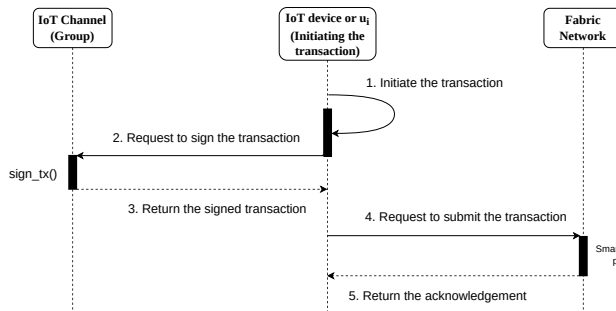 IoT Channel
(Group)
IoT device or uᵢ
(Initiating the
transaction)
Fabric
Network
1. Initiate the transaction
2. Request to sign the transaction
sign_tx()
3. Return the signed transaction
4. Request to submit the transaction
5. Return the acknowledgement